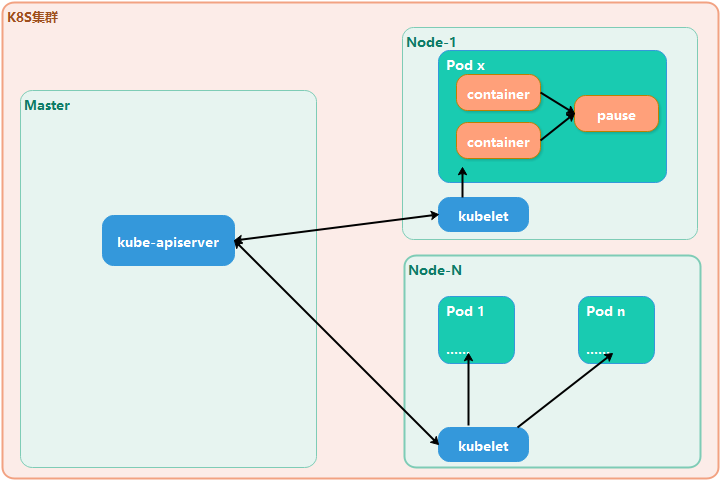 K8S集群
Master
kube-apiserver
Node-1
Pod x
container
container
pause
kubelet
Node-N
Pod 1
......
Pod n
......
kubelet